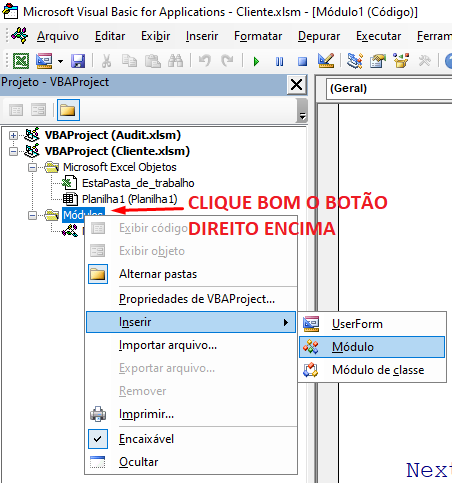 Microsoft Visual Basic for Applications - Cliente.xlsm - [Módulo1 (Código)]
Arquivo Editar Exibir Inserir Formatar Depurar Executar Ferram
Projeto - VBAProject
(Geral)
VBAProject (Audit.xlsm)
VBAProject (Cliente.xlsm)
Microsoft Excel Objetos
EstaPasta_de_trabalho
Planilha1 (Planilha1)
Módulos
CLIQUE BOM O BOTÃO
DIREITO ENCIMA
Exibir código
Exibir objeto
Alternar pastas
Propriedades de VBAProject...
Inserir
UserForm
Módulo
Módulo de classe
Importar arquivo...
Exportar arquivo...
Remover
Imprimir...
Encaixável
Ocultar
Next